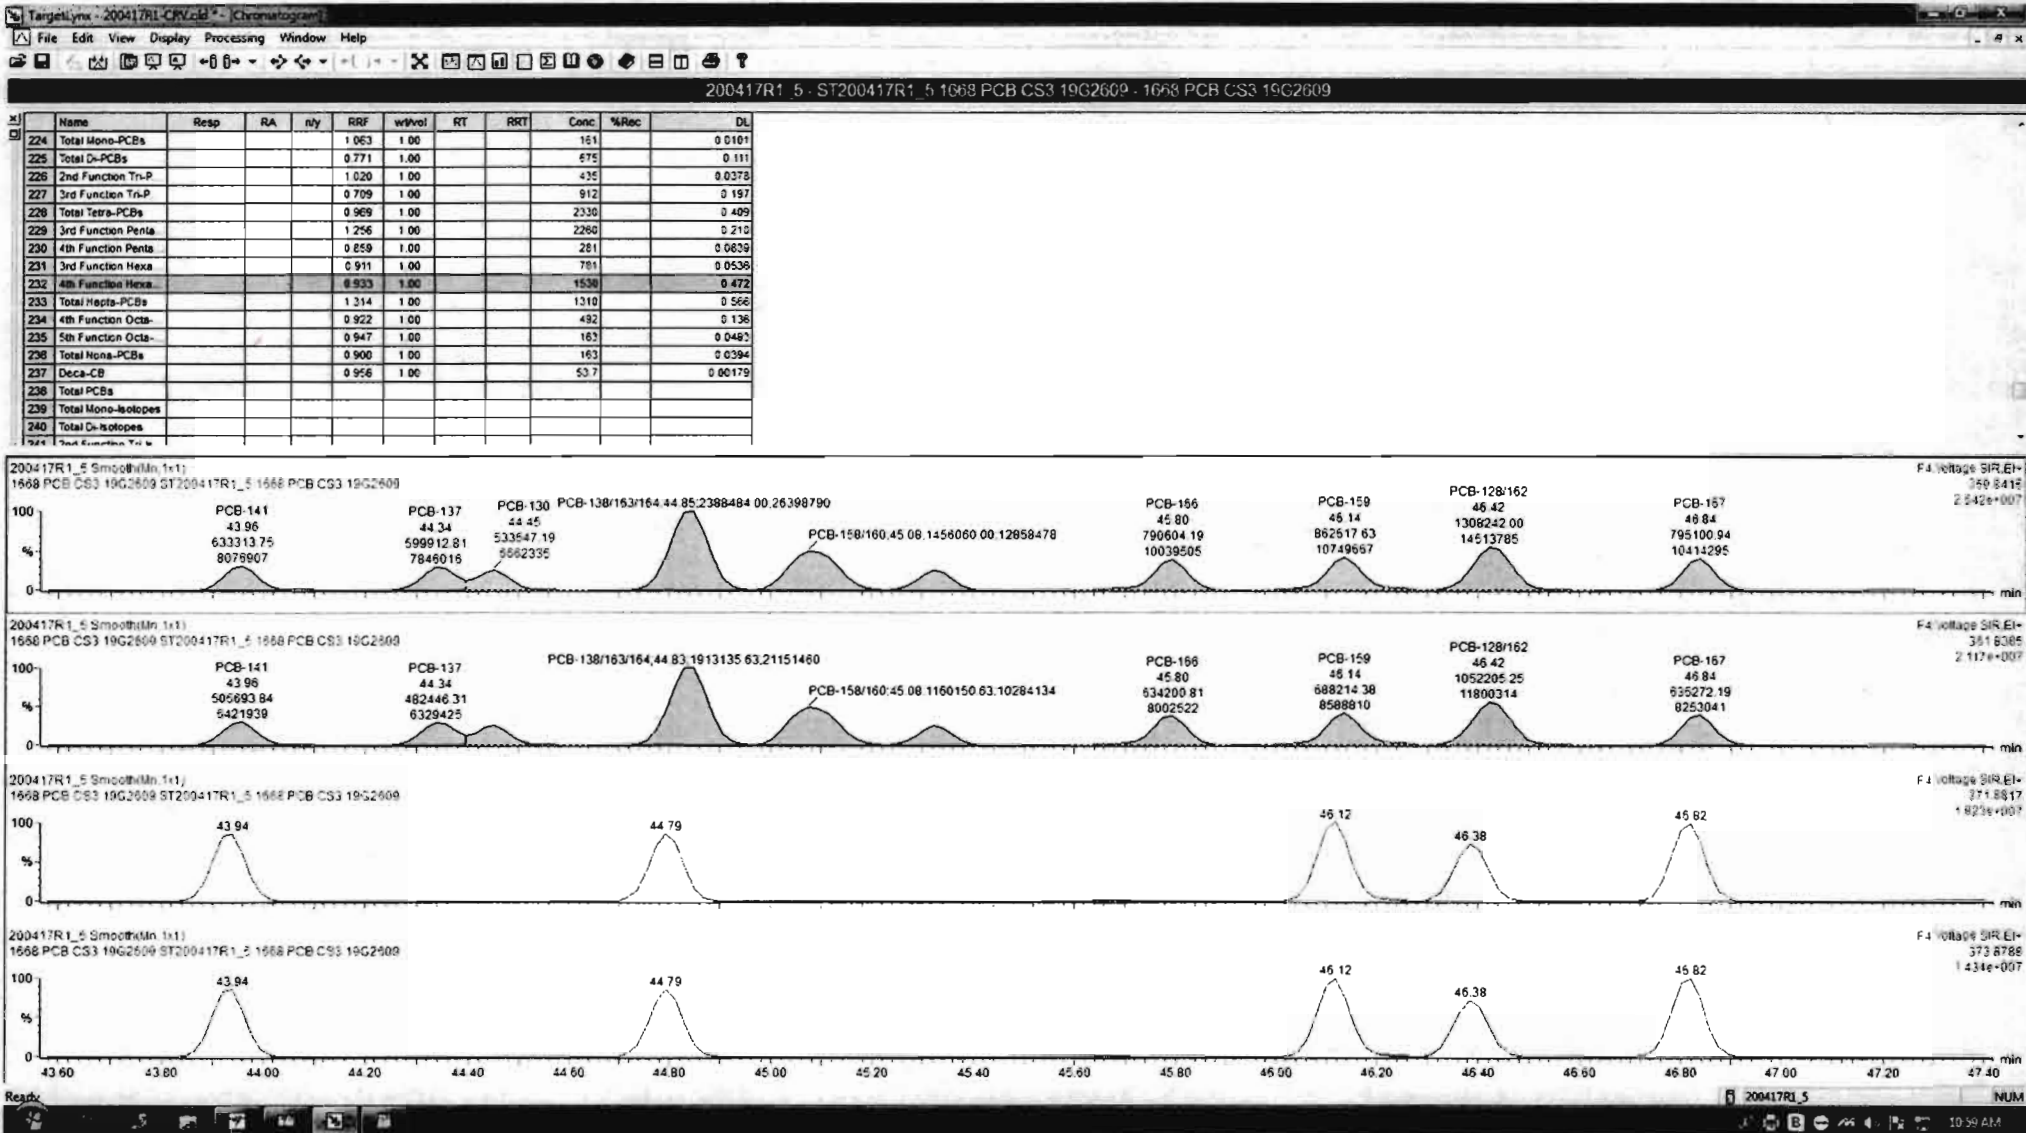 TargetLynx - 200417R1-CRV.qld * - [Chromatogram]
File Edit View Display Processing Window Help
200417R1_5 - ST200417R1_5 1668 PCB CS3 19G2609 - 1668 PCB CS3 19G2609
Name Resp RA n/y RRF wt/vol RT RRT Conc %Rec DL
224 Total Mono-PCBs 1.063 1.00 161 0.0101
225 Total Di-PCBs 0.771 1.00 675 0.111
226 2nd Function Tri-P 1.020 1.00 435 0.0378
227 3rd Function Tri-P 0.709 1.00 912 0.197
228 Total Tetra-PCBs 0.969 1.00 2330 0.409
229 3rd Function Penta 1.256 1.00 2260 0.210
230 4th Function Penta 0.859 1.00 281 0.0839
231 3rd Function Hexa 0.911 1.00 781 0.0536
232 4th Function Hexa... 0.933 1.00 1530 0.472
233 Total Hepta-PCBs 1.314 1.00 1310 0.566
234 4th Function Octa- 0.922 1.00 492 0.136
235 5th Function Octa- 0.947 1.00 163 0.0483
236 Total Nona-PCBs 0.900 1.00 163 0.0394
237 Deca-CB 0.956 1.00 53.7 0.00179
238 Total PCBs
239 Total Mono-Isotopes
240 Total Di-Isotopes
200417R1_5 Smooth(Mn,1x1)
1668 PCB CS3 19G2609 ST200417R1_5 1668 PCB CS3 19G2609
F4:Voltage SIR,EI+
359.8415
2.542e+007
100
%
0
PCB-141
43.96
633313.75
8076907
PCB-137
44.34
599912.81
7846016
PCB-130
44.45
533547.19
6662335
PCB-138/163/164;44.85;2388484.00;26398790
PCB-158/160;45.08;1456060.00;12858478
PCB-166
45.80
790604.19
10039505
PCB-159
46.14
862517.63
10749667
PCB-128/162
46.42
1308242.00
14513785
PCB-167
46.84
795100.94
10414295
min
200417R1_5 Smooth(Mn,1x1)
1668 PCB CS3 19G2609 ST200417R1_5 1668 PCB CS3 19G2609
F4:Voltage SIR,EI+
361.8385
2.117e+007
100
%
0
PCB-141
43.96
505693.84
6421939
PCB-137
44.34
482446.31
6329425
PCB-138/163/164;44.83;1913135.63;21151460
PCB-158/160;45.08;1160150.63;10284134
PCB-166
45.80
634200.81
8002522
PCB-159
46.14
688214.38
8588810
PCB-128/162
46.42
1052205.25
11800314
PCB-167
46.84
635272.19
8253041
min
200417R1_5 Smooth(Mn,1x1)
1668 PCB CS3 19G2609 ST200417R1_5 1668 PCB CS3 19G2609
F4:Voltage SIR,EI+
371.8817
1.823e+007
100
%
0
43.94
44.79
46.12
46.38
46.82
min
200417R1_5 Smooth(Mn,1x1)
1668 PCB CS3 19G2609 ST200417R1_5 1668 PCB CS3 19G2609
F4:Voltage SIR,EI+
373.8788
1.434e+007
100
%
0
43.94
44.79
46.12
46.38
46.82
min
43.60 43.80 44.00 44.20 44.40 44.60 44.80 45.00 45.20 45.40 45.60 45.80 46.00 46.20 46.40 46.60 46.80 47.00 47.20 47.40
Ready
200417R1_5
NUM
10:59 AM